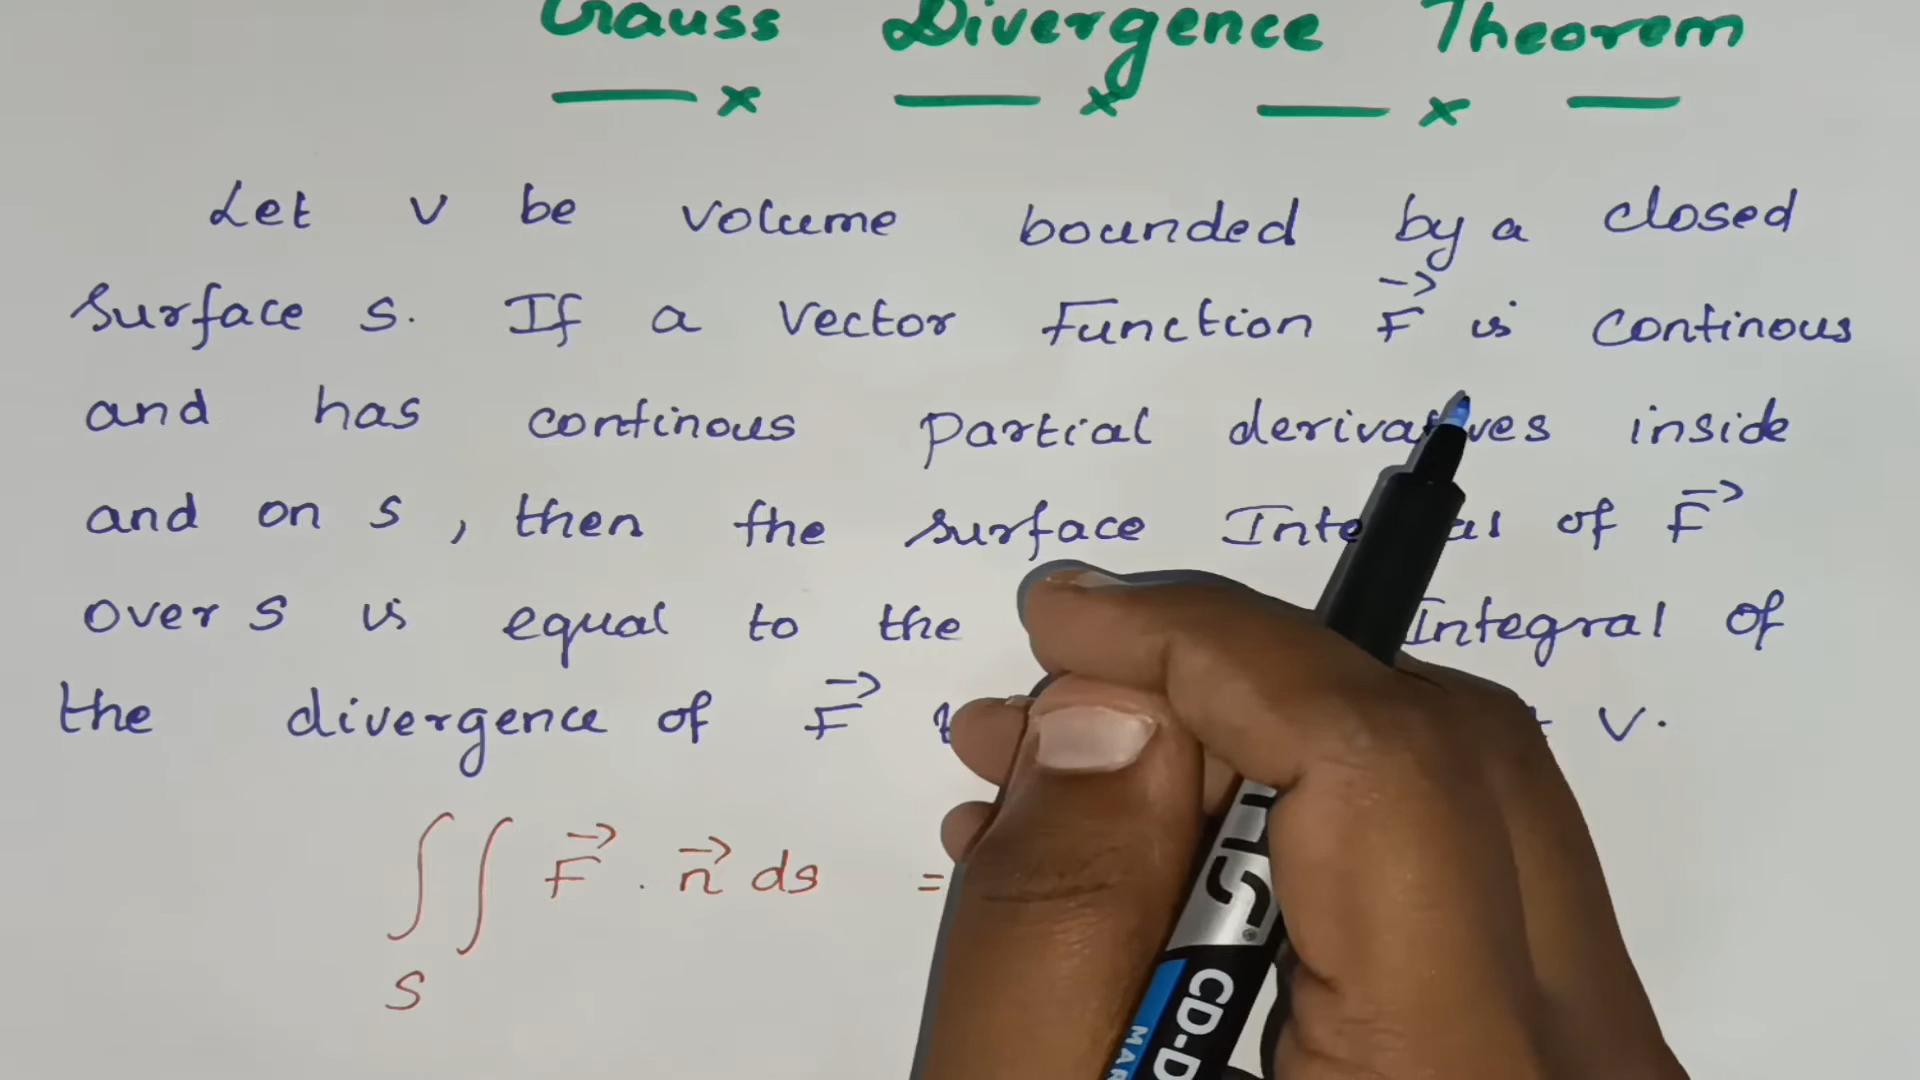 Gauss Divergence Theorem
Let v be volume bounded by a closed
surface s. If a vector Function F is continous
and has continous partial derivatives inside
and on s, then the surface of F
over s is equal to the Integral of
the divergence of F V.
∫∫ F⃗ . n⃗ ds =
S
CD-D